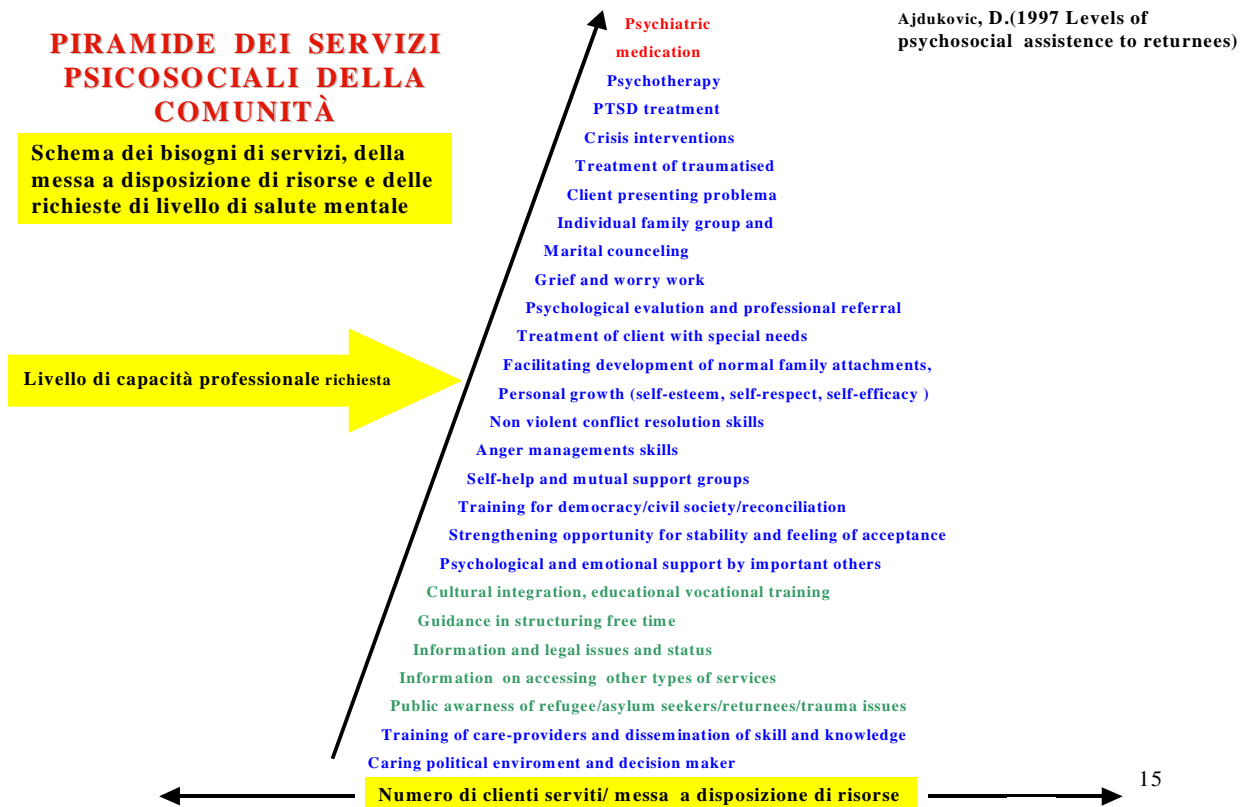 PIRAMIDE DEI SERVIZI
PSICOSOCIALI DELLA
COMUNITÀ
Schema dei bisogni di servizi, della
messa a disposizione di risorse e delle
richieste di livello di salute mentale
Ajdukovic, D.(1997 Levels of
psychosocial assistence to returnees)
Psychiatric
medication
Psychotherapy
PTSD treatment
Crisis interventions
Treatment of traumatised
Client presenting problema
Individual family group and
Marital counceling
Grief and worry work
Psychological evalution and professional referral
Treatment of client with special needs
Facilitating development of normal family attachments,
Personal growth (self-esteem, self-respect, self-efficacy )
Non violent conflict resolution skills
Anger managements skills
Self-help and mutual support groups
Training for democracy/civil society/reconciliation
Strengthening opportunity for stability and feeling of acceptance
Psychological and emotional support by important others
Cultural integration, educational vocational training
Guidance in structuring free time
Information and legal issues and status
Information on accessing other types of services
Public awarness of refugee/asylum seekers/returnees/trauma issues
Training of care-providers and dissemination of skill and knowledge
Caring political enviroment and decision maker
Livello di capacità professionale richiesta
Numero di clienti serviti/ messa a disposizione di risorse
15